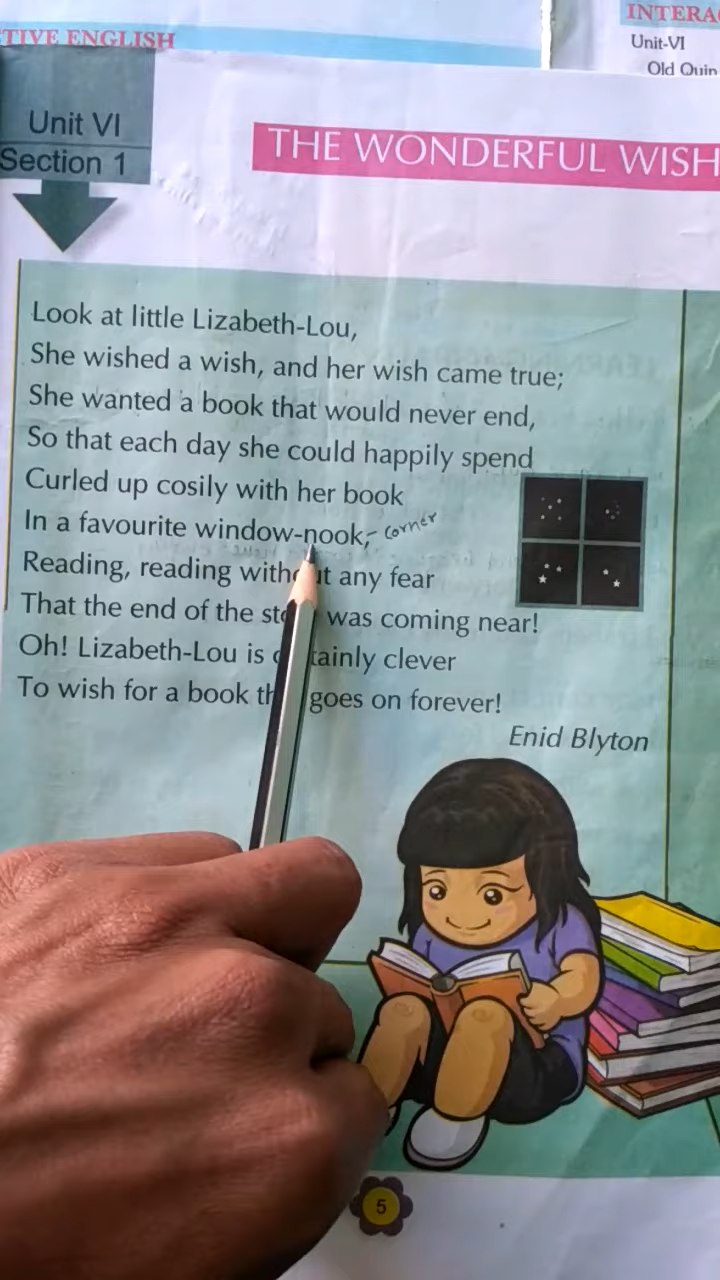 TIVE ENGLISH
INTERA
Unit-VI
Old Quin
Unit VI
Section 1
THE WONDERFUL WISH
Look at little Lizabeth-Lou,
She wished a wish, and her wish came true;
She wanted a book that would never end,
So that each day she could happily spend
Curled up cosily with her book
In a favourite window-nook,- corner
Reading, reading without any fear
That the end of the sto was coming near!
Oh! Lizabeth-Lou is c tainly clever
To wish for a book th goes on forever!
Enid Blyton
5